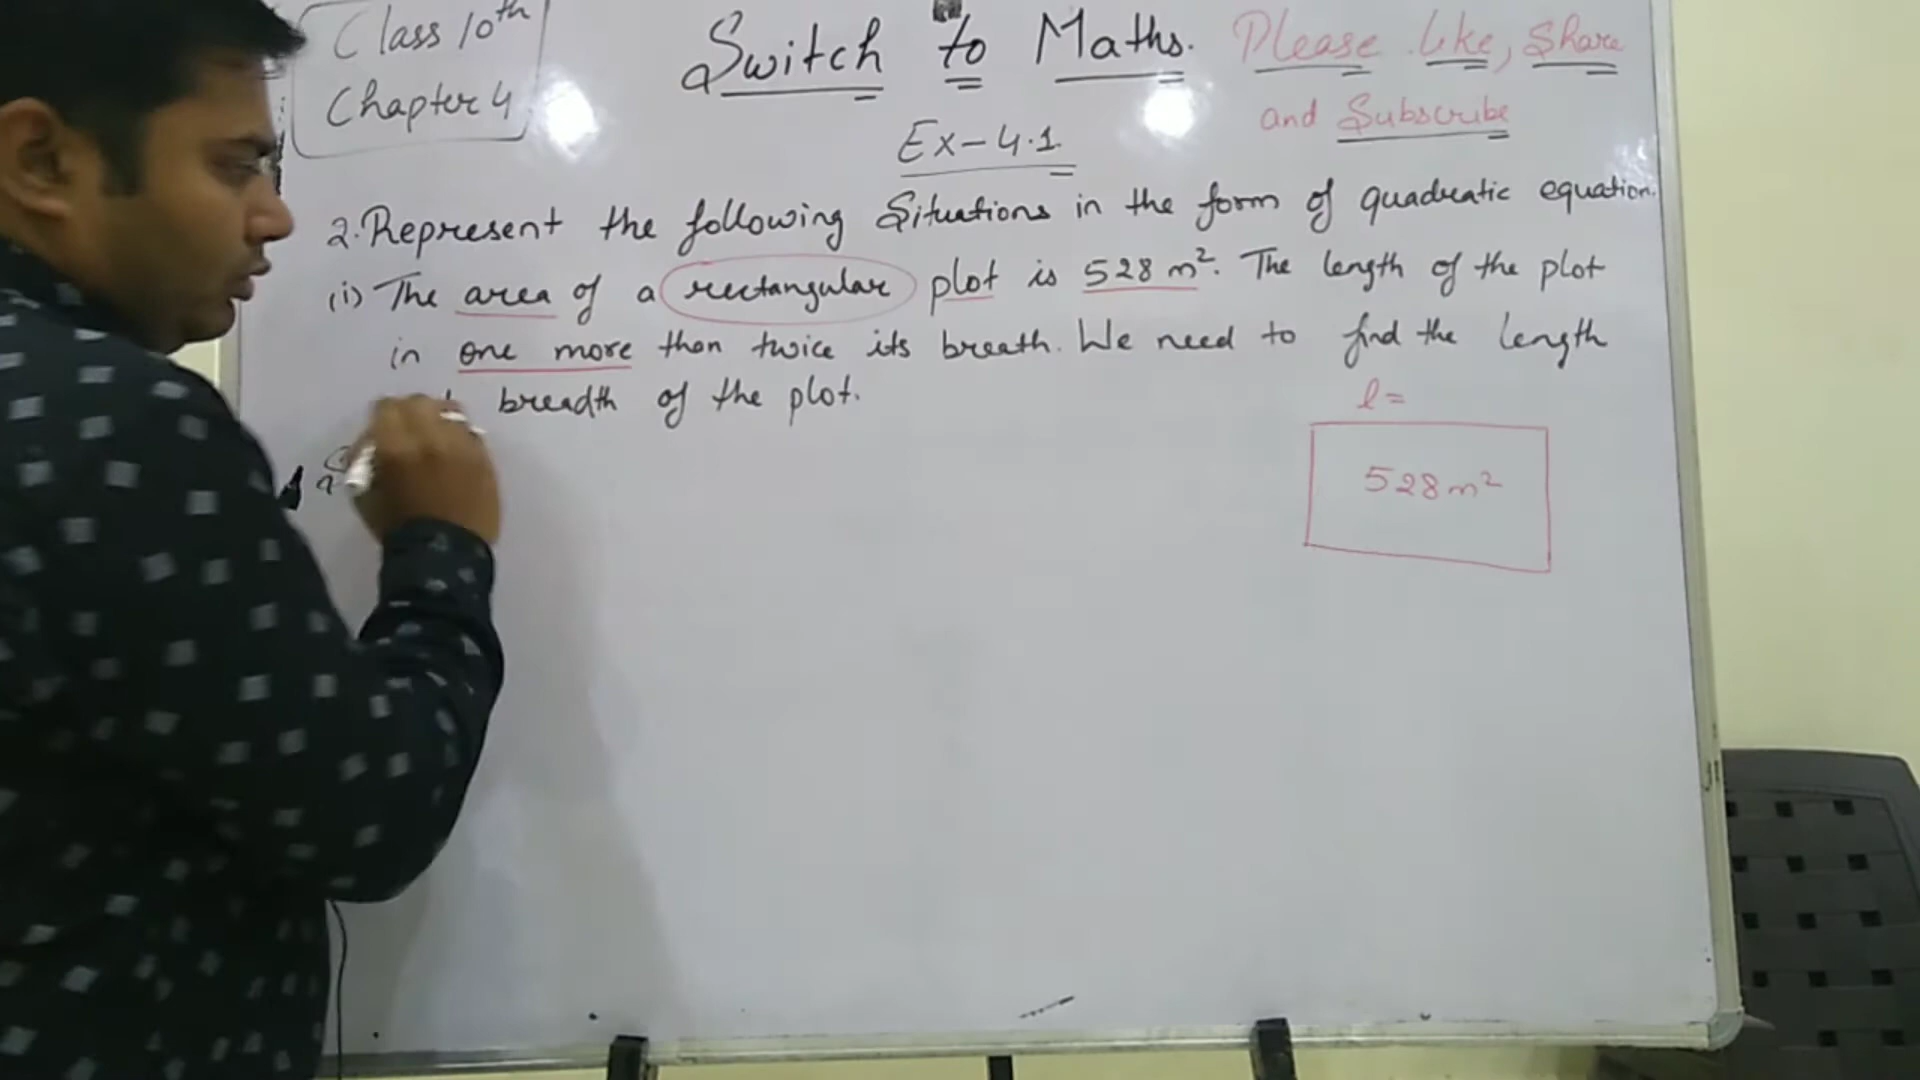 Class 10th
Chapter 4
Switch to Maths.
Please like, Share
and Subscribe
Ex-4.1.
2. Represent the following Situations in the form of quadratic equation.
(i) The area of a rectangular plot is 528 m². The length of the plot
in one more than twice its breath. We need to find the length
breadth of the plot.
l =
528m²